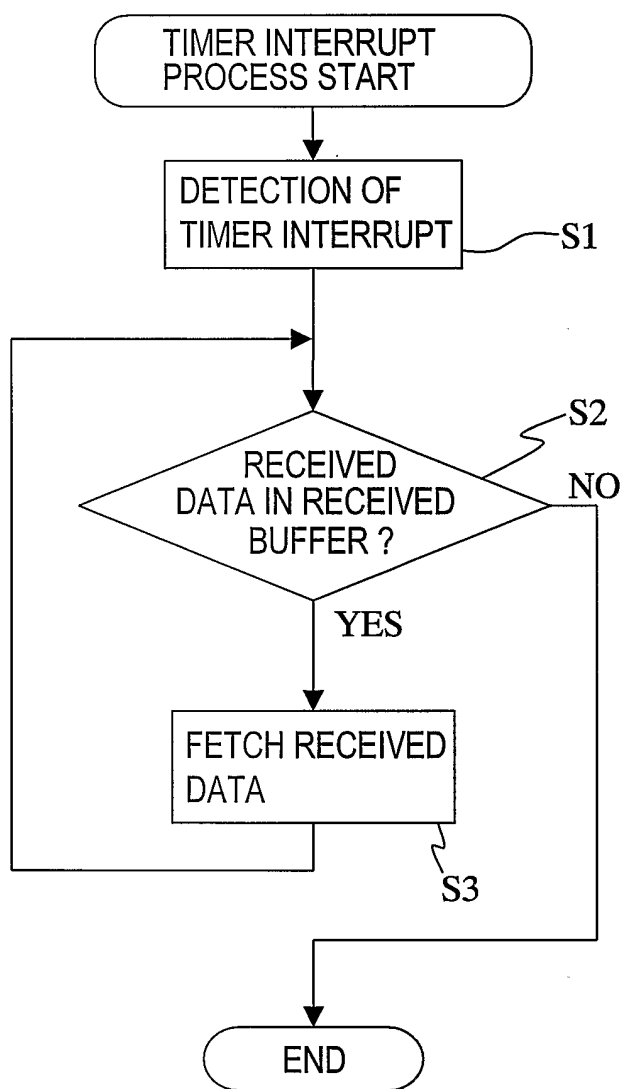 TIMER INTERRUPT
PROCESS START
DETECTION OF
TIMER INTERRUPT
S1
S2
RECEIVED
DATA IN RECEIVED
BUFFER ?
NO
YES
FETCH RECEIVED
DATA
S3
END